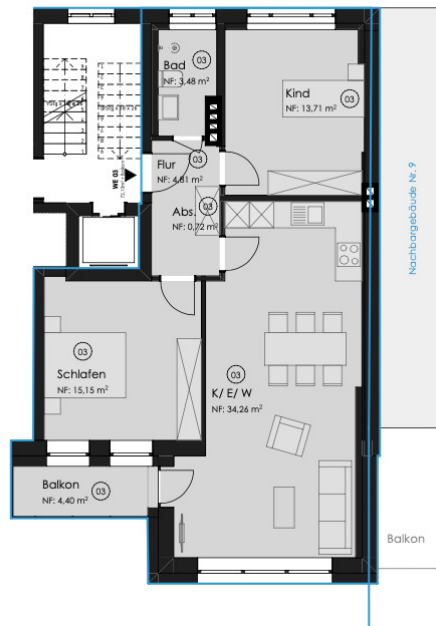 03
Bad
NF: 3,48 m²
Kind
03
NF: 13,71 m²
Flur
03
NF: 4,81 m²
WE 03
Abs.
03
NF: 0,72 m²
Nachbargebäude Nr. 9
03
Schlafen
NF: 15,15 m²
03
K/ E/ W
NF: 34,26 m²
Balkon
03
NF: 4,40 m²
Balkon